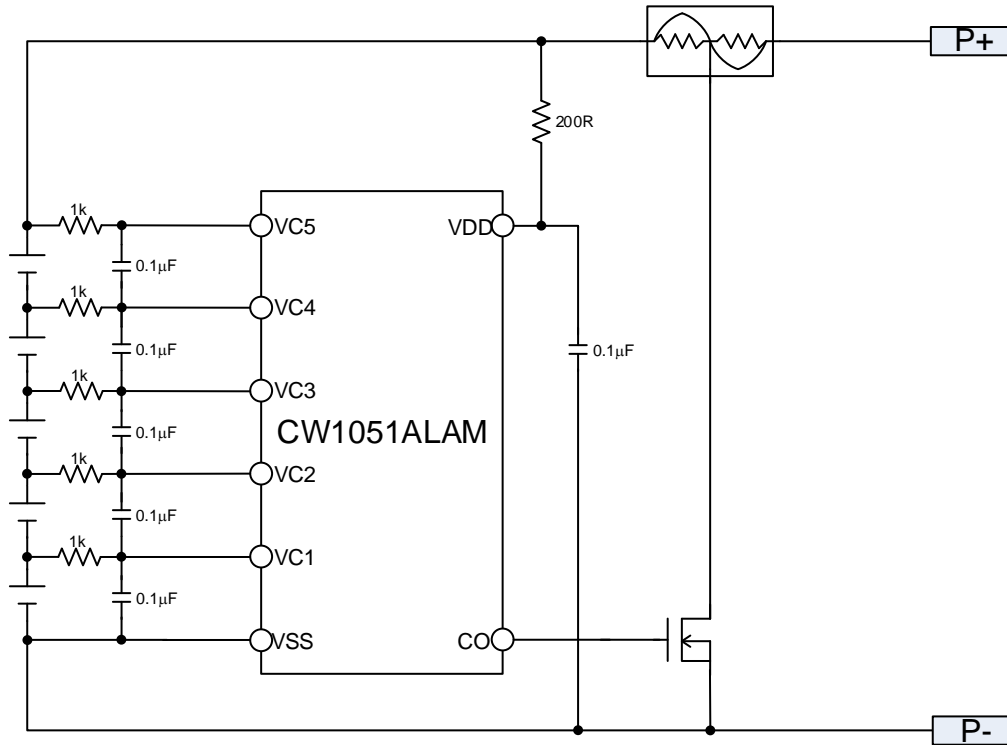 P+
200R
1k
VC5
VDD
0.1μF
1k
VC4
0.1μF
0.1μF
1k
VC3
0.1μF
CW1051ALAM
1k
VC2
0.1μF
1k
VC1
0.1μF
VSS
CO
P-